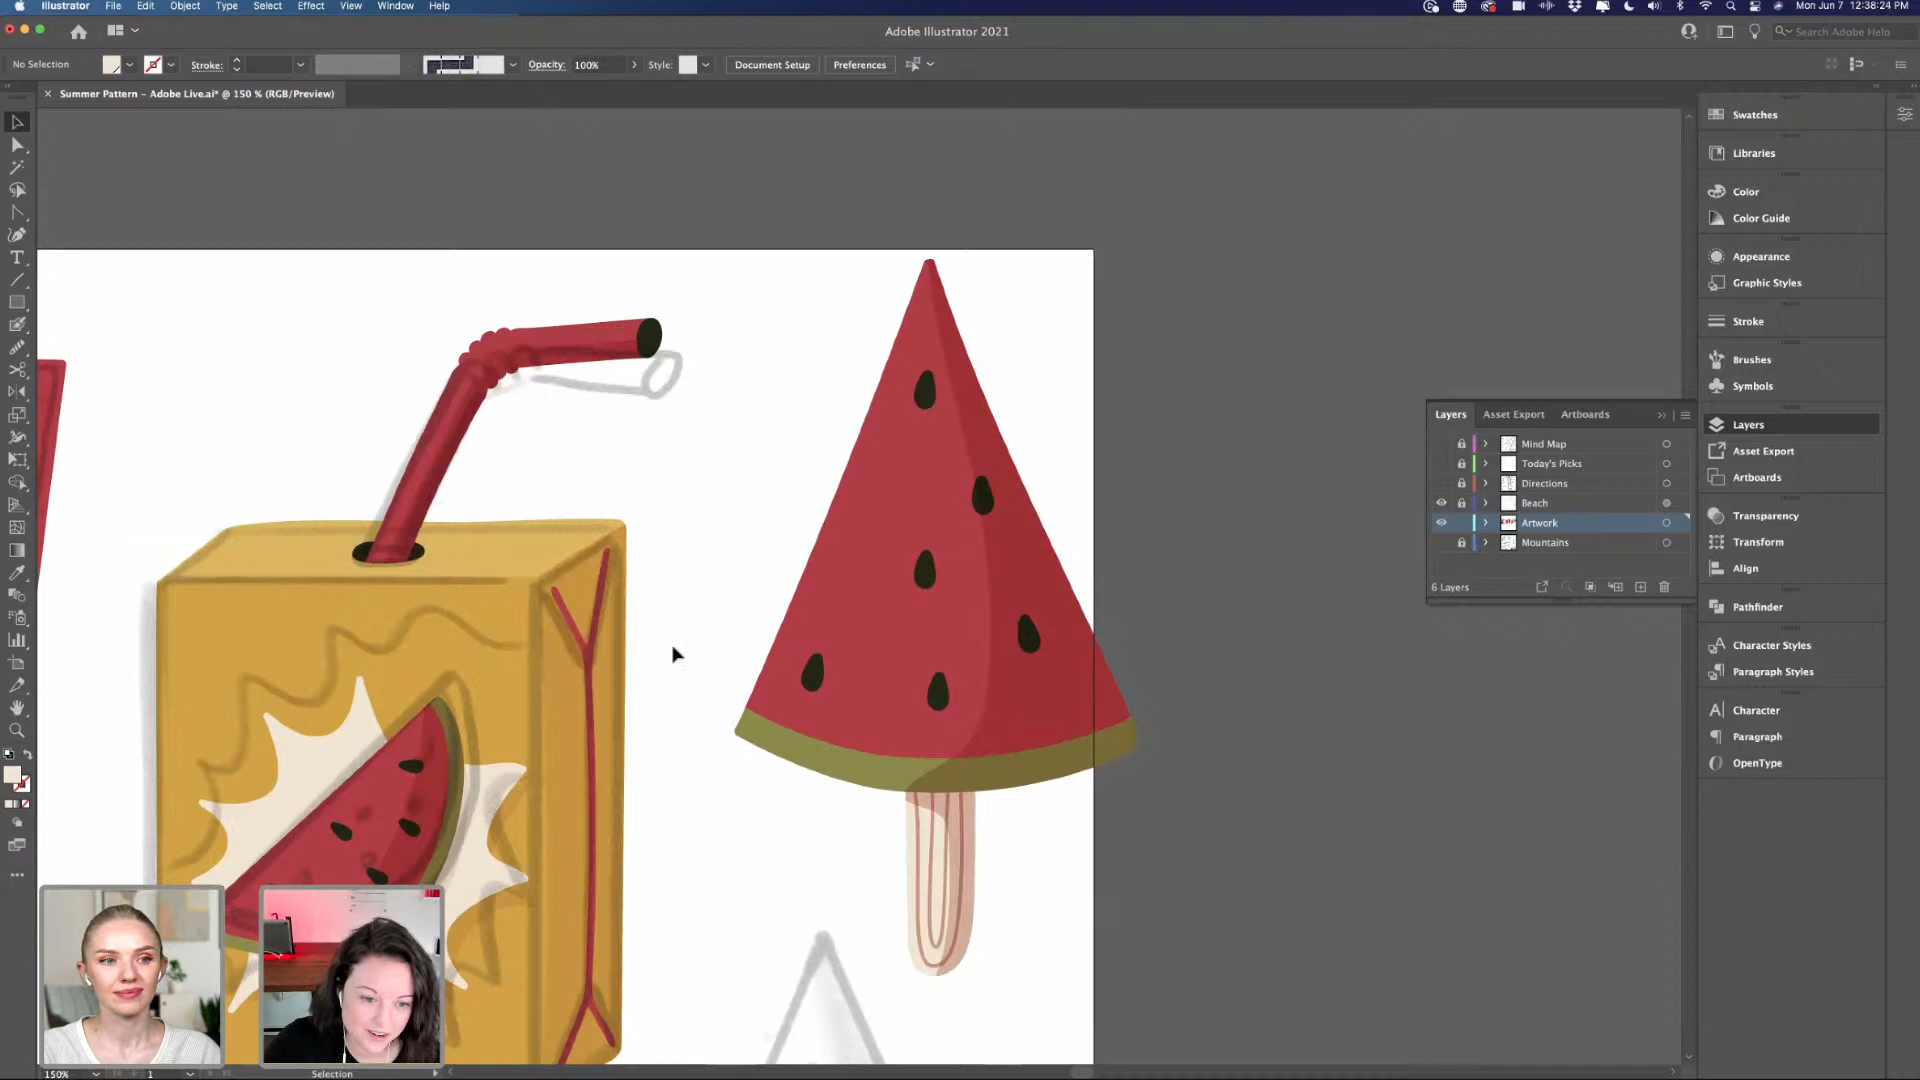 Illustrator File Edit Object Type Select Effect View Window Help Mon Jun 7 12:38:24 PM
Adobe Illustrator 2021 Search Adobe Help
No Selection Stroke: Opacity: 100% Style: Document Setup Preferences
Summer Pattern - Adobe Live.ai* @ 150 % (RGB/Preview)
Swatches
Libraries
Color
Color Guide
Appearance
Graphic Styles
Stroke
Brushes
Symbols
Layers
Asset Export
Artboards
Transparency
Transform
Align
Pathfinder
Character Styles
Paragraph Styles
Character
Paragraph
OpenType
Layers Asset Export Artboards
Mind Map
Today's Picks
Directions
Beach
Artwork
Mountains
6 Layers
150% 1 Selection